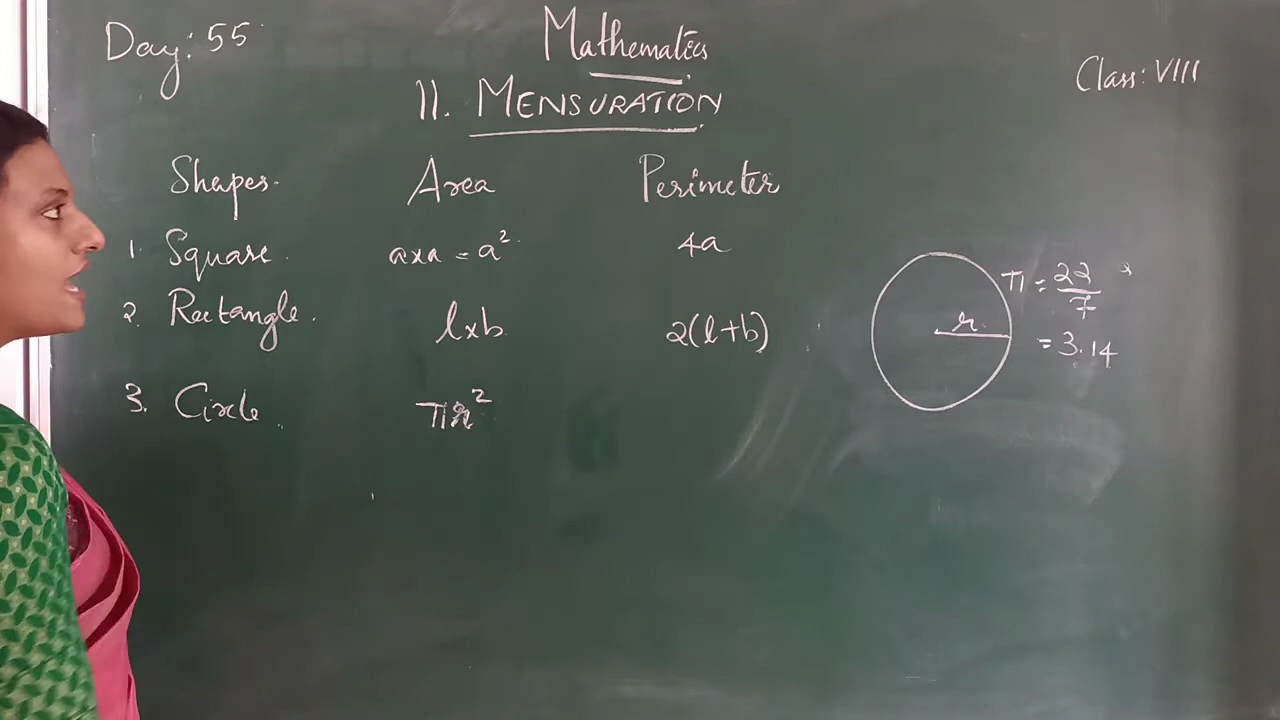 Day: 55
Mathematics
Class: VIII
11. MENSURATION
Shapes. Area Perimeter
1. Square. a×a = a². 4a
2. Rectangle. l×b 2(l+b)
3. Circle πr²
r
π = 22/7
= 3.14